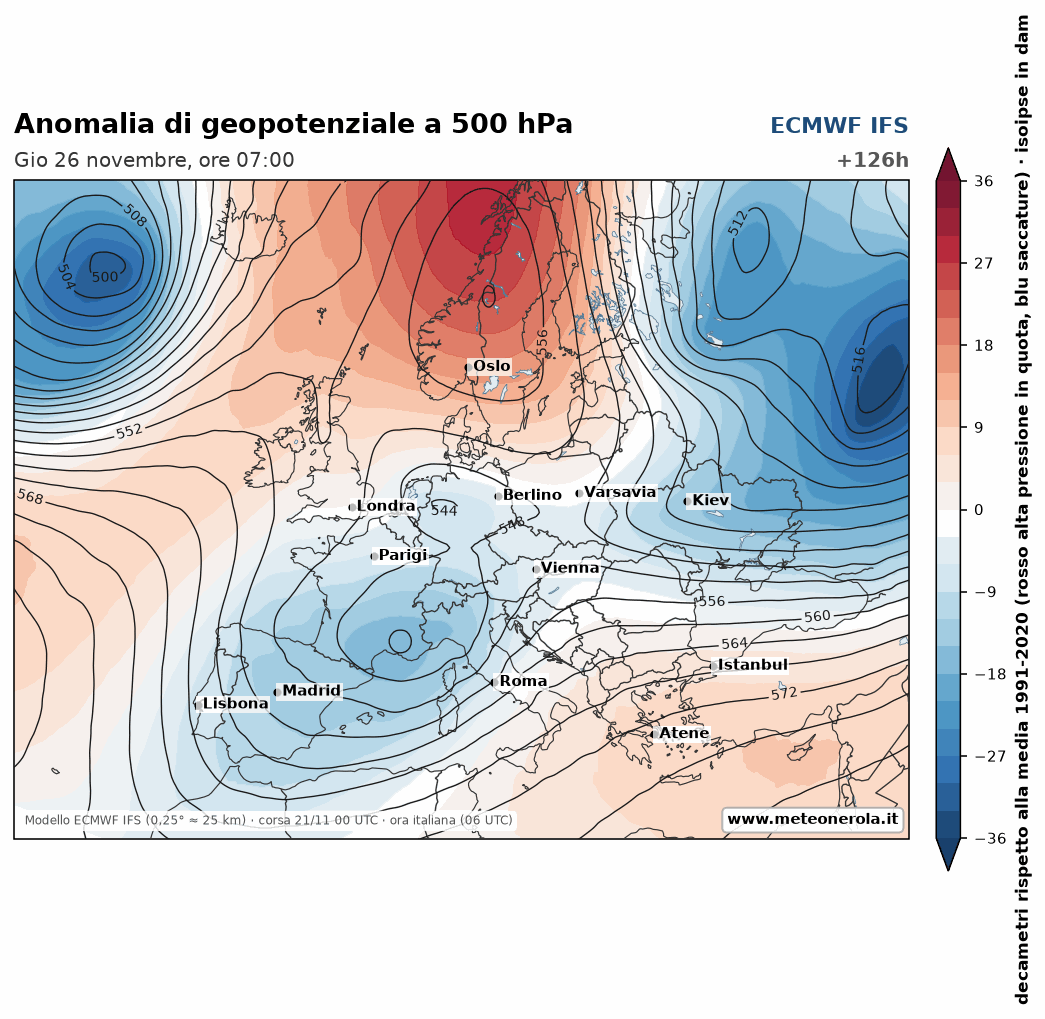 Anomalia di geopotenziale a 500 hPa
ECMWF IFS
Gio 26 novembre, ore 07:00
+126h
508
504
500
512
516
556
552
568
Oslo
Londra
544
Berlino
548
Varsavia
Kiev
Parigi
Vienna
556
560
564
Istanbul
572
Roma
Madrid
Lisbona
Atene
Modello ECMWF IFS (0,25° ≈ 25 km) · corsa 21/11 00 UTC · ora italiana (06 UTC)
www.meteonerola.it
36
27
18
9
0
−9
−18
−27
−36
decametri rispetto alla media 1991-2020 (rosso alta pressione in quota, blu saccature) · isoipse in dam